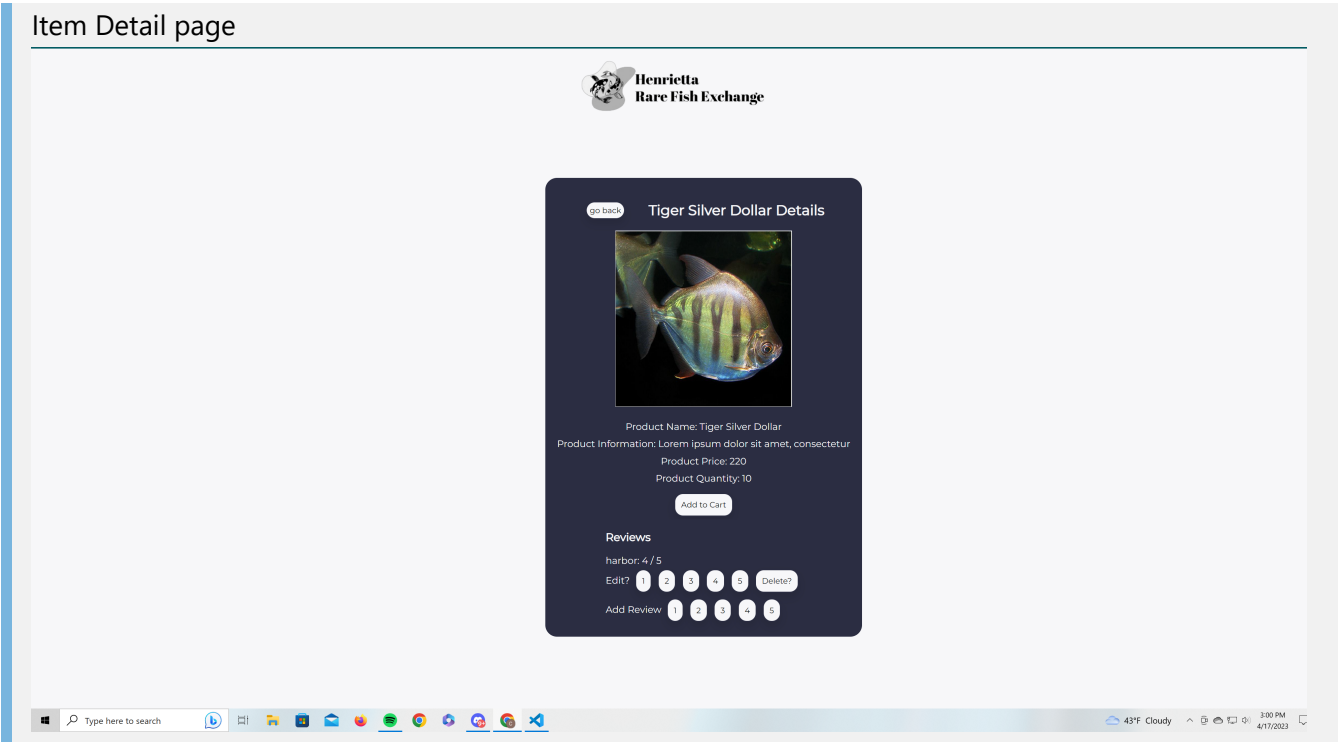 Item Detail page
Henrietta
Rare Fish Exchange
go back
Tiger Silver Dollar Details
Product Name: Tiger Silver Dollar
Product Information: Lorem ipsum dolor sit amet, consectetur
Product Price: 220
Product Quantity: 10
Add to Cart
Reviews
harbor: 4 / 5
Edit? 1 2 3 4 5 Delete?
Add Review 1 2 3 4 5
Type here to search
43°F Cloudy
3:00 PM
4/17/2023